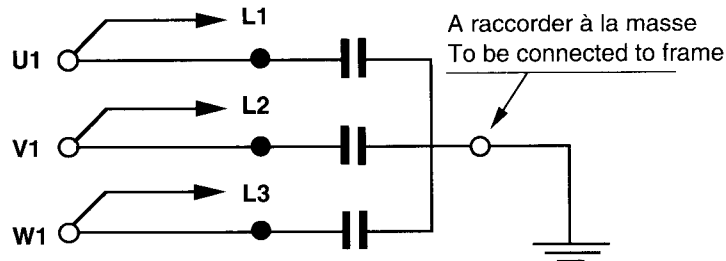 L1
A raccorder à la masse
To be connected to frame
U1
L2
V1
L3
W1